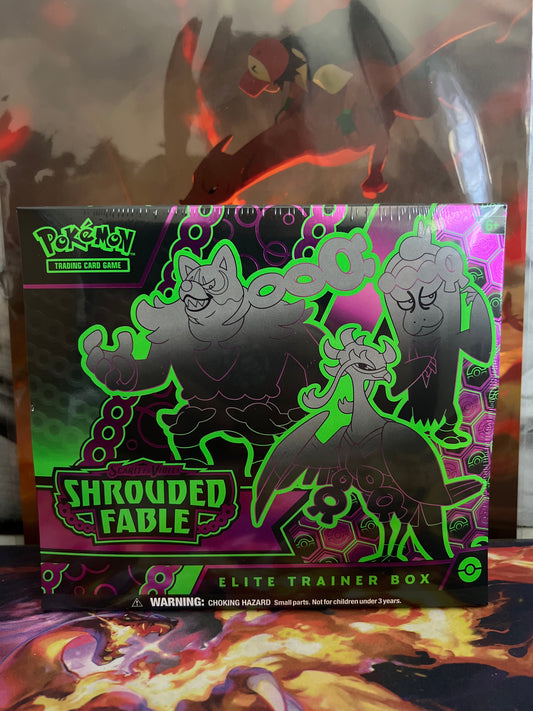 Pokémon
TRADING CARD GAME
6+
SCARLET & VIOLET
SHROUDED
FABLE
ELITE TRAINER BOX
WARNING: CHOKING HAZARD Small parts. Not for children under 3 years.